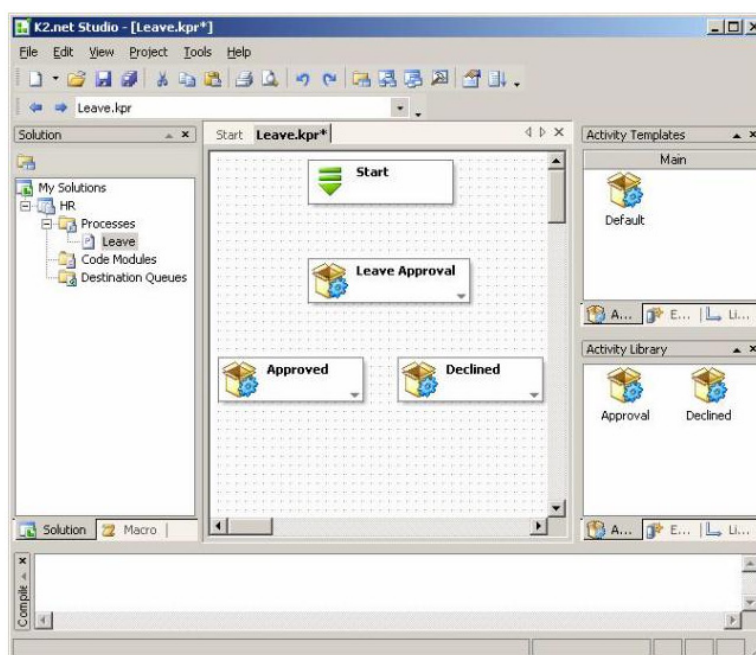 K2.net Studio - [Leave.kpr*]
File Edit View Project Tools Help
Leave.kpr
Solution
My Solutions
HR
Processes
Leave
Code Modules
Destination Queues
Solution Macro
Start Leave.kpr*
Start
Leave Approval
Approved Declined
Activity Templates
Main
Default
A... E... Li...
Activity Library
Approval Declined
A... E... Li...
Compile